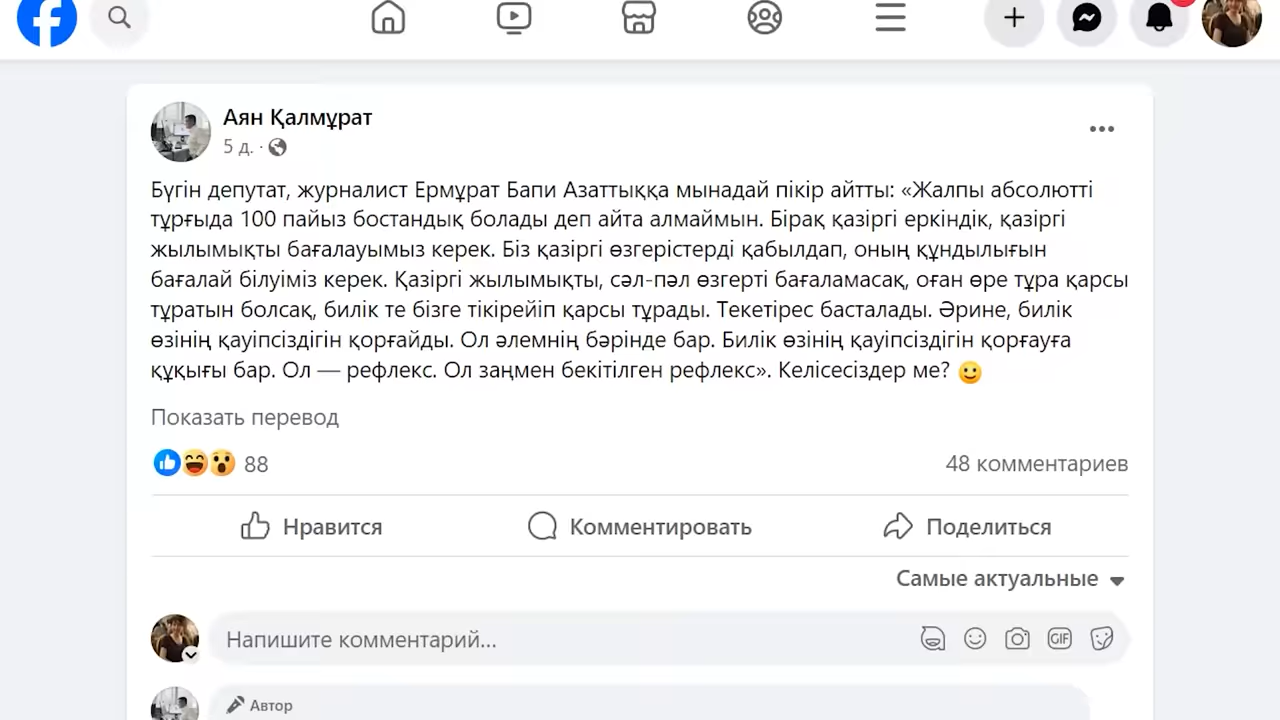 Аян Қалмұрат
5 д. ·
Бүгін депутат, журналист Ермұрат Бапи Азаттыққа мынадай пікір айтты: «Жалпы абсолютті
тұрғыда 100 пайыз бостандық болады деп айта алмаймын. Бірақ қазіргі еркіндік, қазіргі
жылымықты бағалауымыз керек. Біз қазіргі өзгерістерді қабылдап, оның құндылығын
бағалай білуіміз керек. Қазіргі жылымықты, сәл-пәл өзгерті бағаламасақ, оған өре тұра қарсы
тұратын болсақ, билік те бізге тікірейіп қарсы тұрады. Текетірес басталады. Әрине, билік
өзінің қауіпсіздігін қорғайды. Ол әлемнің бәрінде бар. Билік өзінің қауіпсіздігін қорғауға
құқығы бар. Ол — рефлекс. Ол заңмен бекітілген рефлекс». Келісесіздер ме? 🙂
Показать перевод
88 48 комментариев
Нравится Комментировать Поделиться
Самые актуальные
Напишите комментарий... GIF
Автор